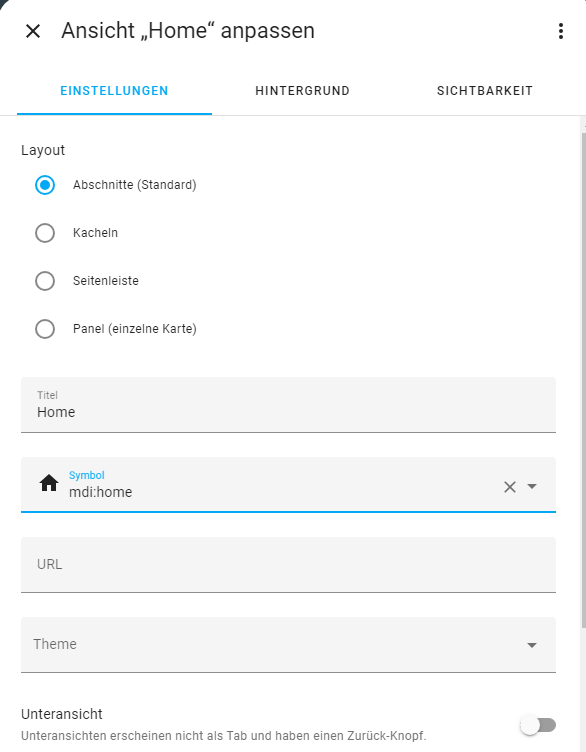 Ansicht „Home“ anpassen
EINSTELLUNGEN
HINTERGRUND
SICHTBARKEIT
Layout
Abschnitte (Standard)
Kacheln
Seitenleiste
Panel (einzelne Karte)
Titel
Home
Symbol
mdi:home
URL
Theme
Unteransicht
Unteransichten erscheinen nicht als Tab und haben einen Zurück-Knopf.